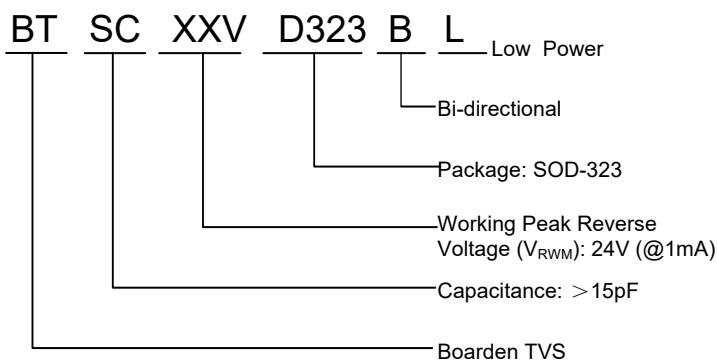 BT SC XXV D323 B L
Low Power
Bi-directional
Package: SOD-323
Working Peak Reverse
Voltage (VRWM): 24V (@1mA)
Capacitance: ＞15pF
Boarden TVS